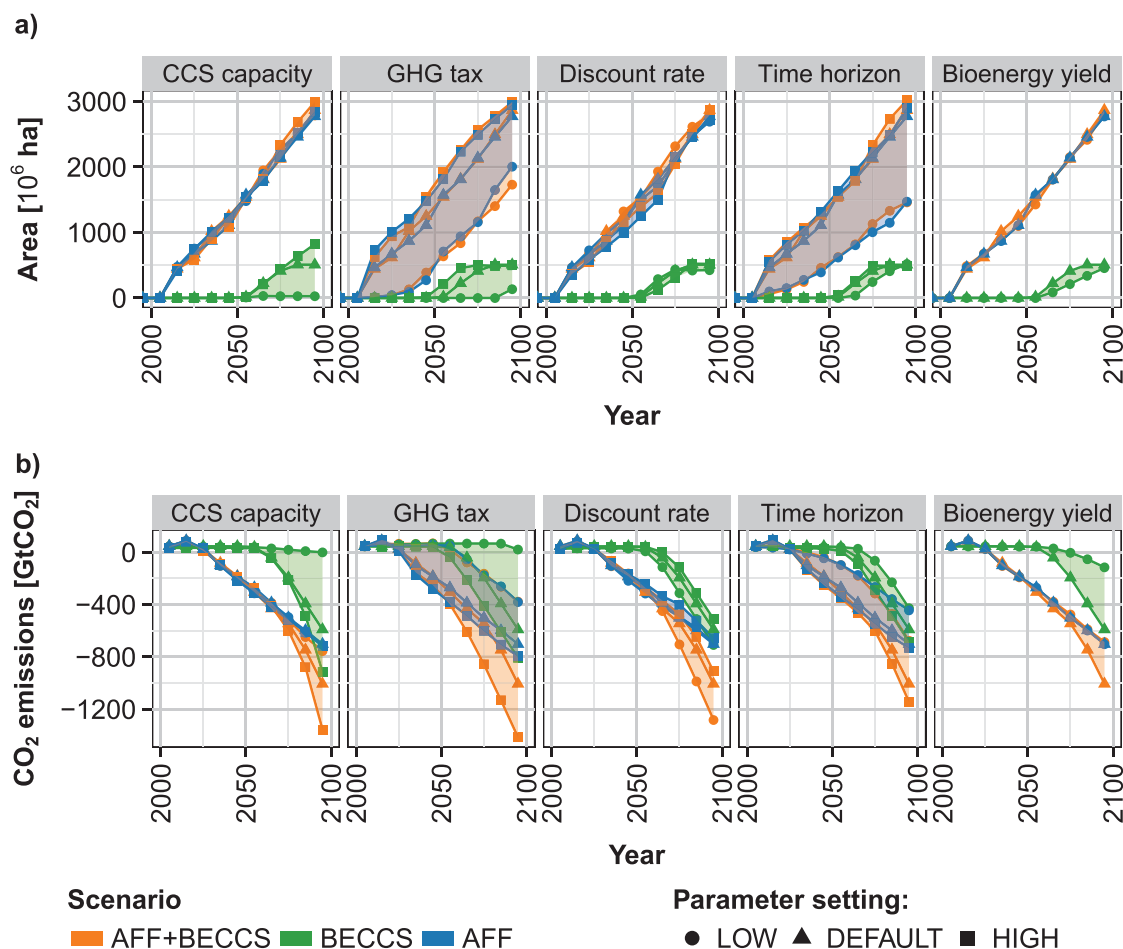 a)
CCS capacity GHG tax Discount rate Time horizon Bioenergy yield
Area [10⁶ ha]
3000
2000
1000
0
2000 2050 2100 2000 2050 2100 2000 2050 2100 2000 2050 2100 2000 2050 2100
Year
b)
CCS capacity GHG tax Discount rate Time horizon Bioenergy yield
CO₂ emissions [GtCO₂]
0
−400
−800
−1200
2000 2050 2100 2000 2050 2100 2000 2050 2100 2000 2050 2100 2000 2050 2100
Year
Scenario Parameter setting:
AFF+BECCS BECCS AFF LOW DEFAULT HIGH